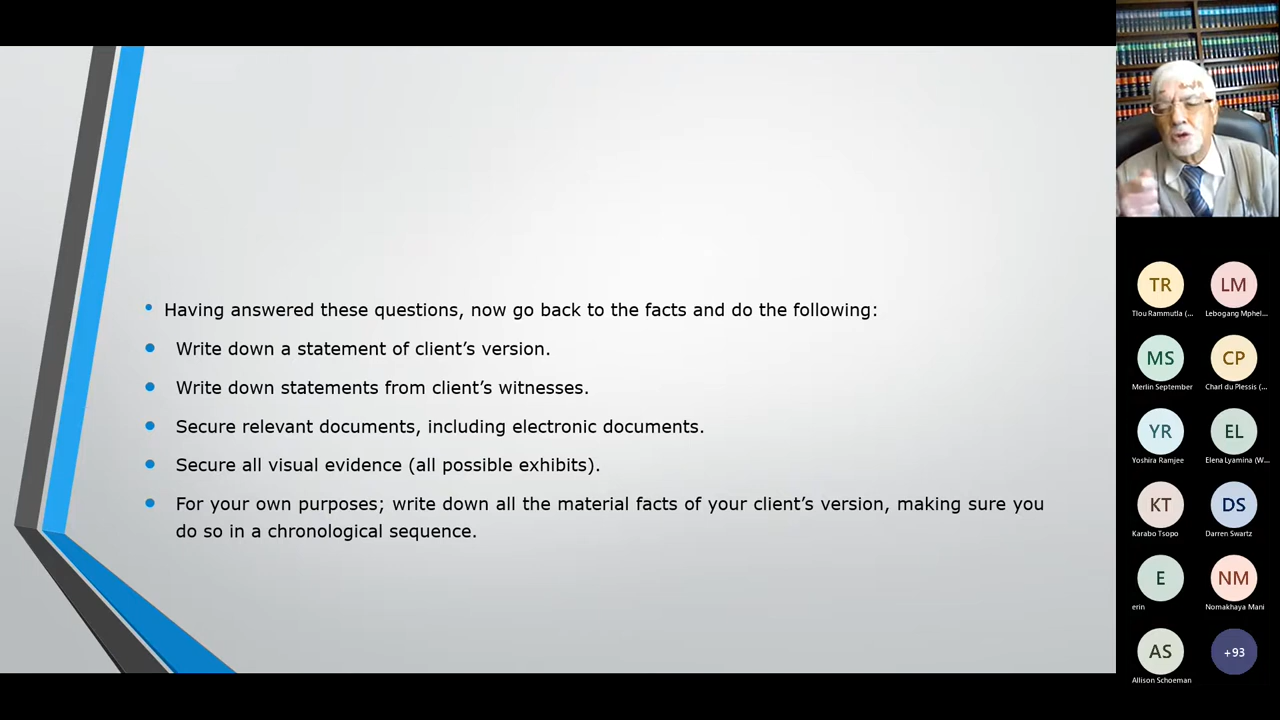 Having answered these questions, now go back to the facts and do the following:
Write down a statement of client’s version.
Write down statements from client’s witnesses.
Secure relevant documents, including electronic documents.
Secure all visual evidence (all possible exhibits).
For your own purposes; write down all the material facts of your client’s version, making sure you
do so in a chronological sequence.
TR LM
Tlou Rammutla (... Lebogang Mphel...
MS CP
Merlin September Charl du Plessis (...
YR EL
Yoshira Ramjee Elena Lyamina (W...
KT DS
Karabo Tsopo Darren Swartz
E NM
erin Nomakhaya Mani
AS +93
Allison Schoeman